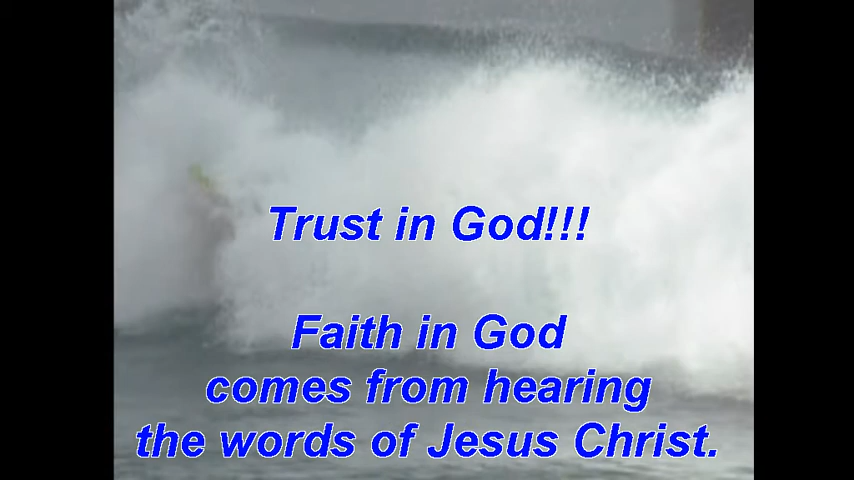 Trust in God!!!
Faith in God
comes from hearing
the words of Jesus Christ.